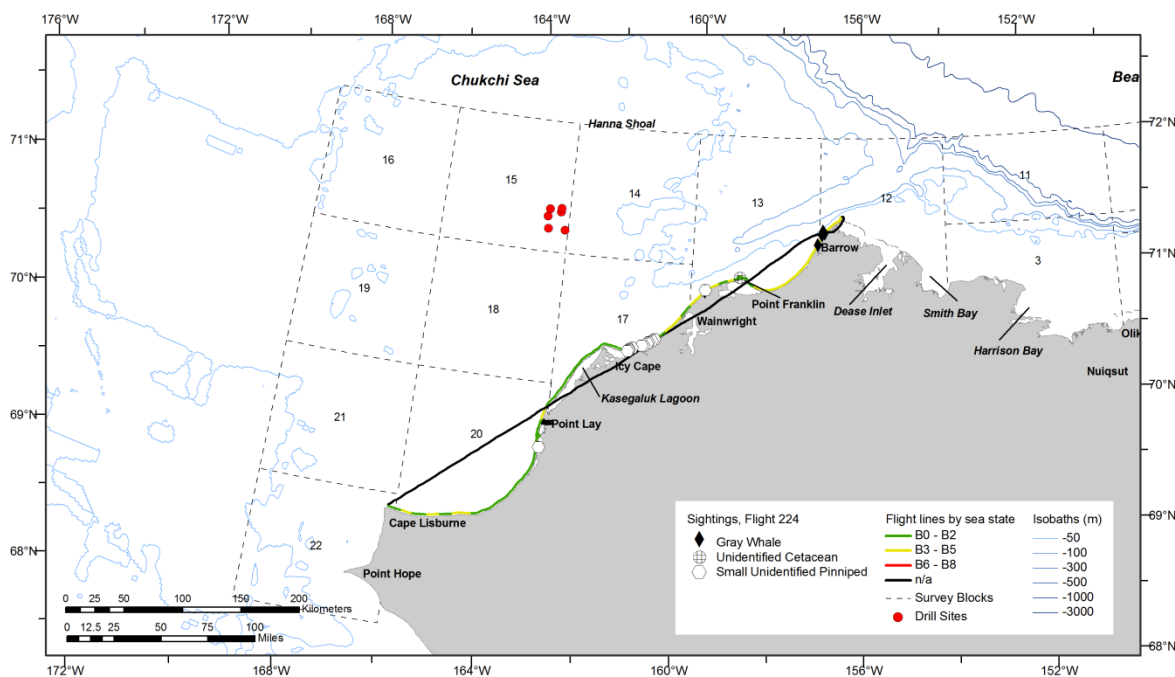 176°W 168°W 164°W 160°W 156°W 152°W
Chukchi Sea
Bea
72°N
Hanna Shoal
71°N
16
15
14
13
12
11
Barrow
3
71°N
70°N
19
18
17
Point Franklin
Dease Inlet
Smith Bay
Wainwright
Harrison Bay
Olik
Icy Cape
Nuiqsut
70°N
Kasegaluk Lagoon
69°N
21
20
Point Lay
Cape Lisburne
69°N
68°N
22
Point Hope
Sightings, Flight 224
Gray Whale
Unidentified Cetacean
Small Unidentified Pinniped
Flight lines by sea state
B0 - B2
B3 - B5
B6 - B8
n/a
Survey Blocks
Drill Sites
Isobaths (m)
-50
-100
-300
-500
-1000
-3000
0 25 50 100 150 200
Kilometers
0 12.5 25 50 75 100
Miles
68°N
172°W 168°W 164°W 160°W 156°W 152°W